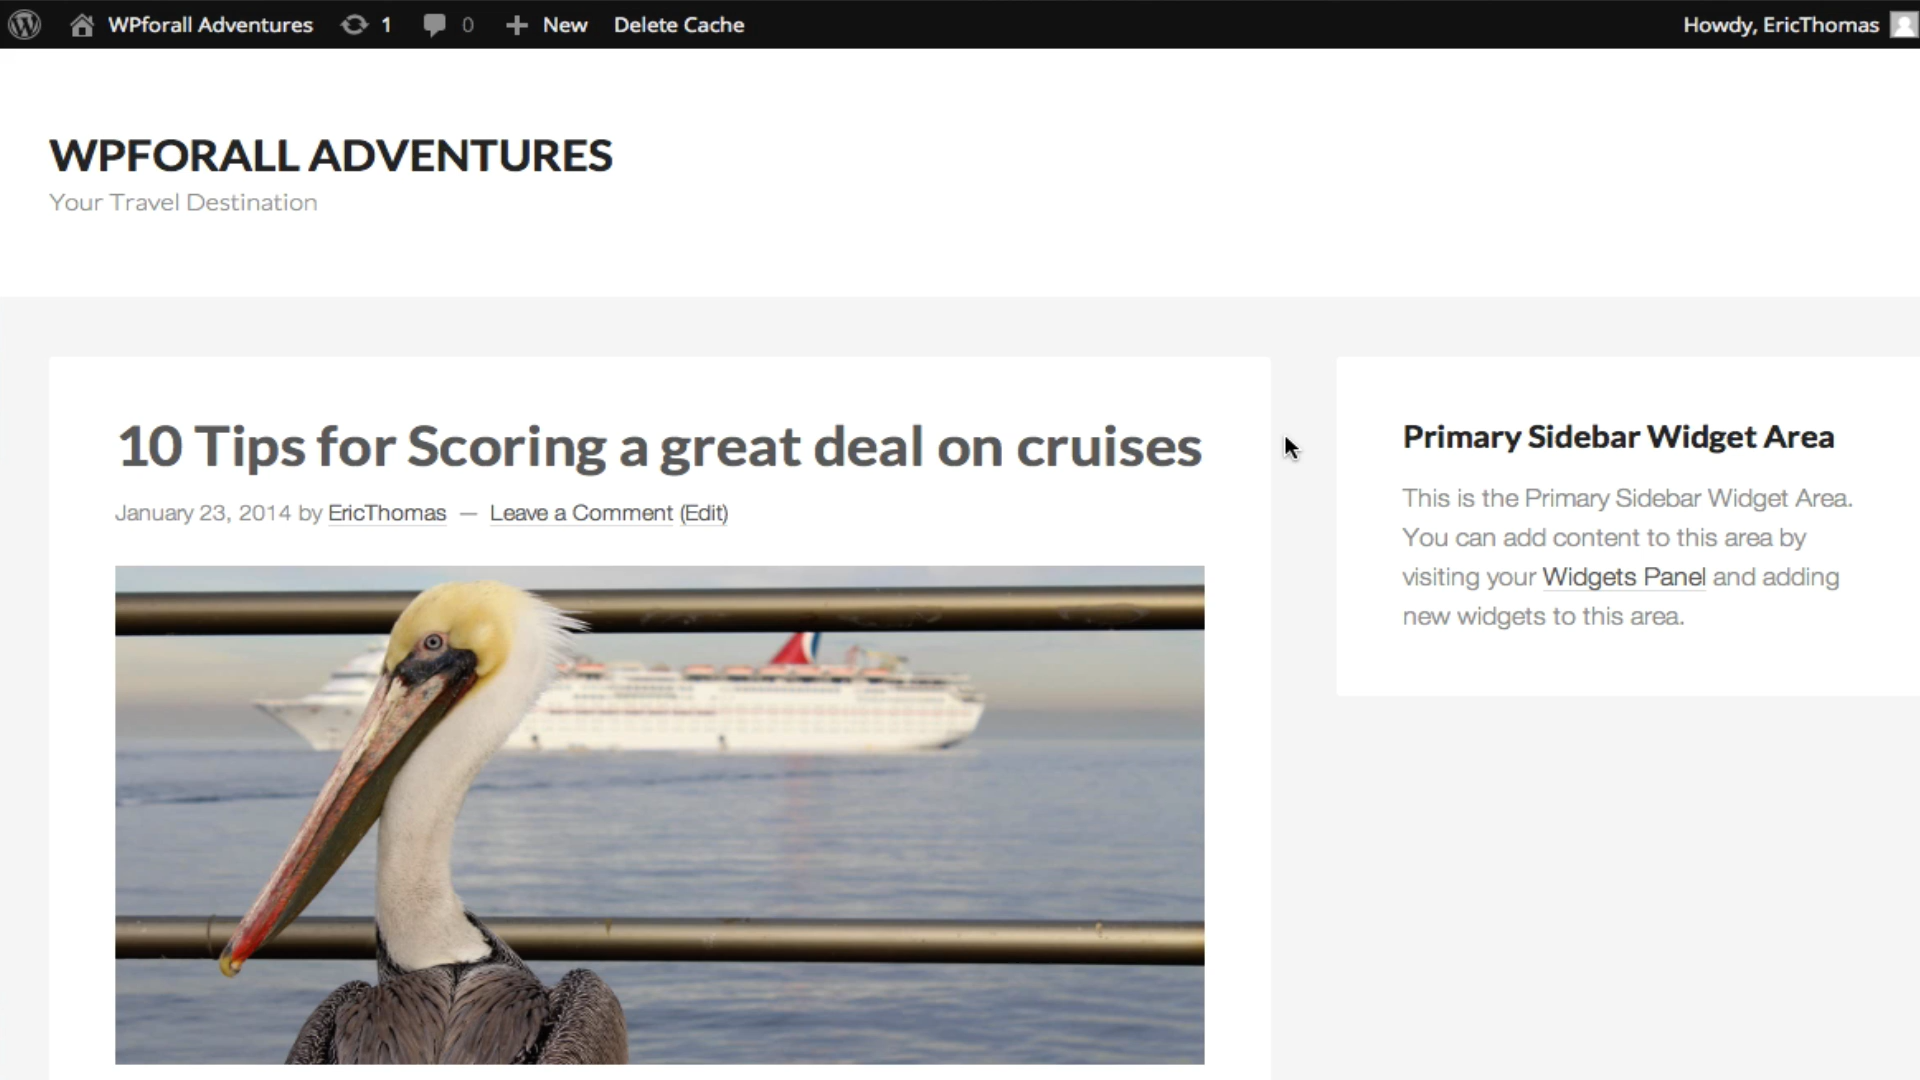 WPforall Adventures 1 0 New Delete Cache Howdy, EricThomas
WPFORALL ADVENTURES
Your Travel Destination
10 Tips for Scoring a great deal on cruises
January 23, 2014 by EricThomas — Leave a Comment (Edit)
Primary Sidebar Widget Area
This is the Primary Sidebar Widget Area.
You can add content to this area by
visiting your Widgets Panel and adding
new widgets to this area.